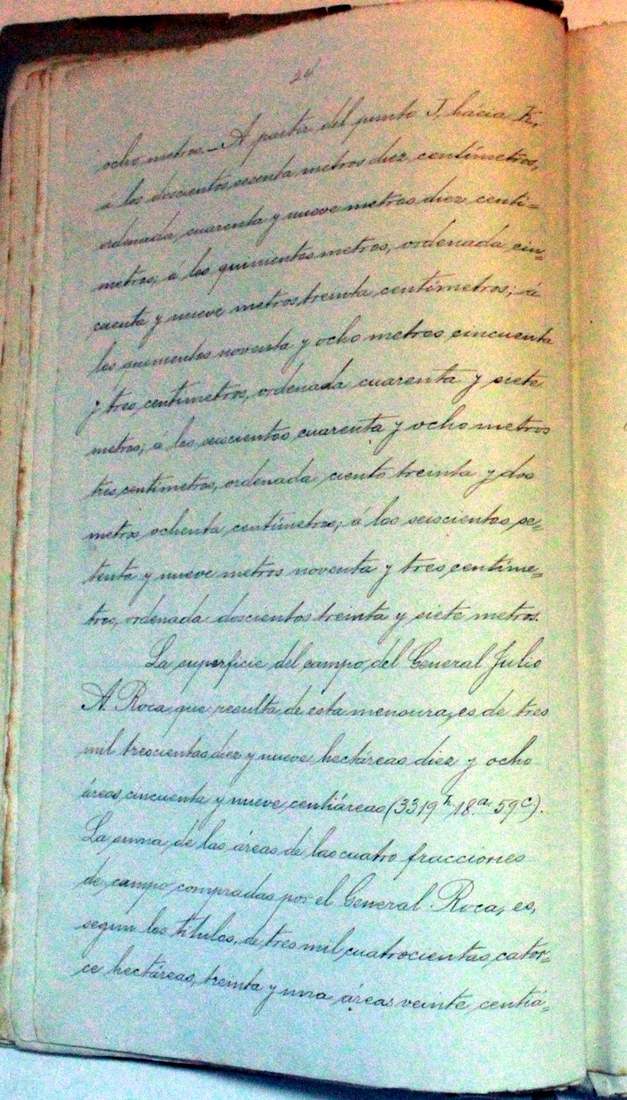 24
ocho metros. – A partir del punto J, hácia K,
á los doscientos sesenta metros diez centímetros,
ordenada cuarenta y nueve metros diez centí=
metros; á los quinientos metros, ordenada cin=
cuenta y nueve metros treinta centímetros; á
los quinientos noventa y ocho metros cincuenta
y tres centímetros, ordenada cuarenta y siete
metros; á los seiscientos cuarenta y ocho metros
tres centímetros, ordenada ciento treinta y dos
metros ochenta centímetros; á los seiscientos se=
tenta y nueve metros noventa y tres centíme=
tros, ordenada doscientos treinta y siete metros.
La superficie del campo del General Julio
A. Roca, que resulta de esta mensura, es de tres
mil trescientas diez y nueve hectáreas diez y ocho
áreas cincuenta y nueve centiáreas (3319h 18.a 59c).
La suma de las áreas de las cuatro fracciones
de campo compradas por el General Roca, es,
segun los títulos, de tres mil cuatrocientas cator=
ce hectáreas, treinta y una áreas veinte centiá=